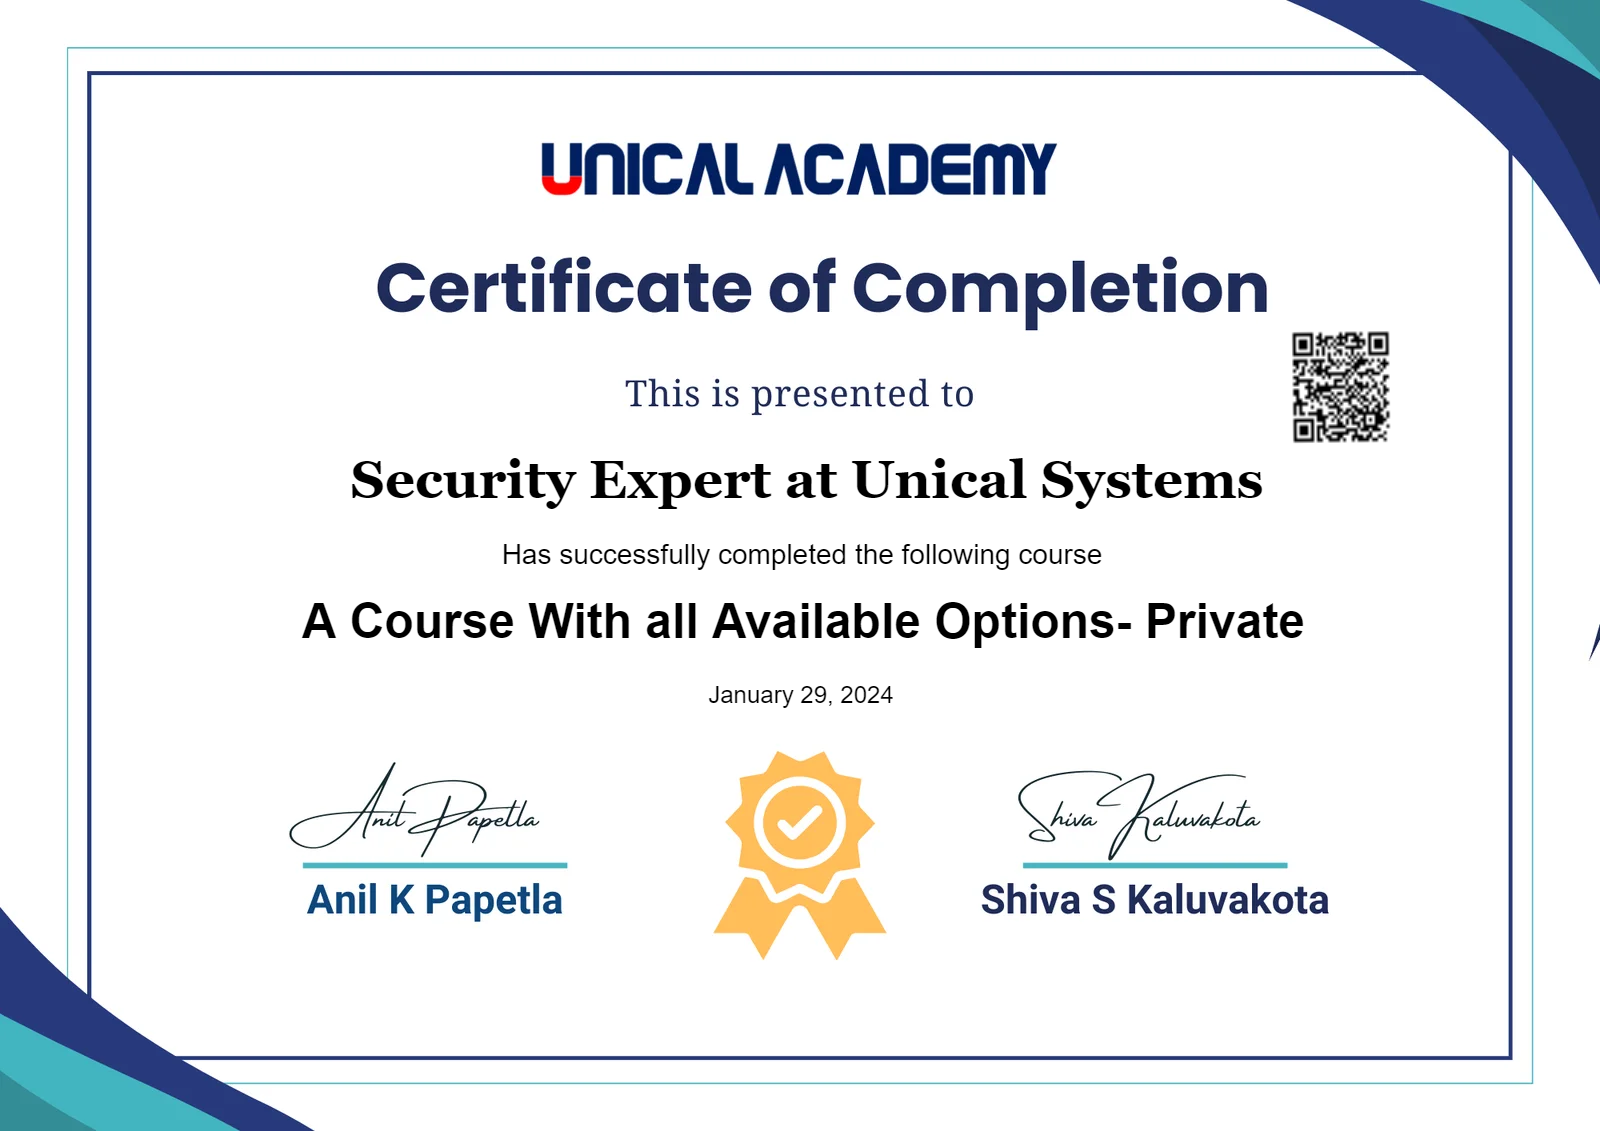 UNICAL ACADEMY
Certificate of Completion
This is presented to
Security Expert at Unical Systems
Has successfully completed the following course
A Course With all Available Options- Private
January 29, 2024
Anil Papetla
Shiva Kaluvakota
Anil K Papetla
Shiva S Kaluvakota